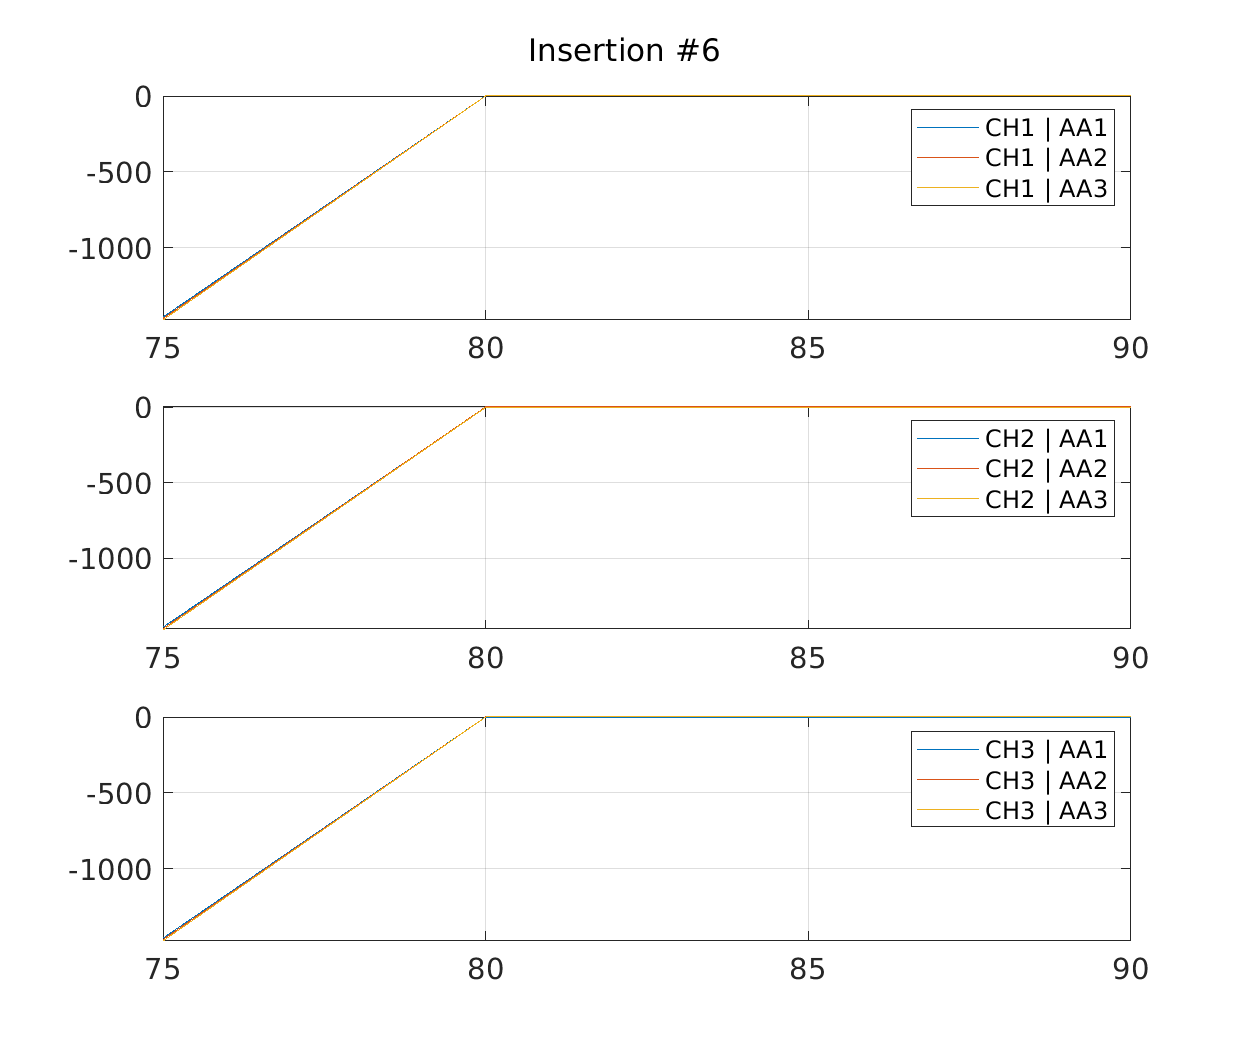 Insertion #6
0
-500
-1000
75 80 85 90
CH1 | AA1
CH1 | AA2
CH1 | AA3
0
-500
-1000
75 80 85 90
CH2 | AA1
CH2 | AA2
CH2 | AA3
0
-500
-1000
75 80 85 90
CH3 | AA1
CH3 | AA2
CH3 | AA3